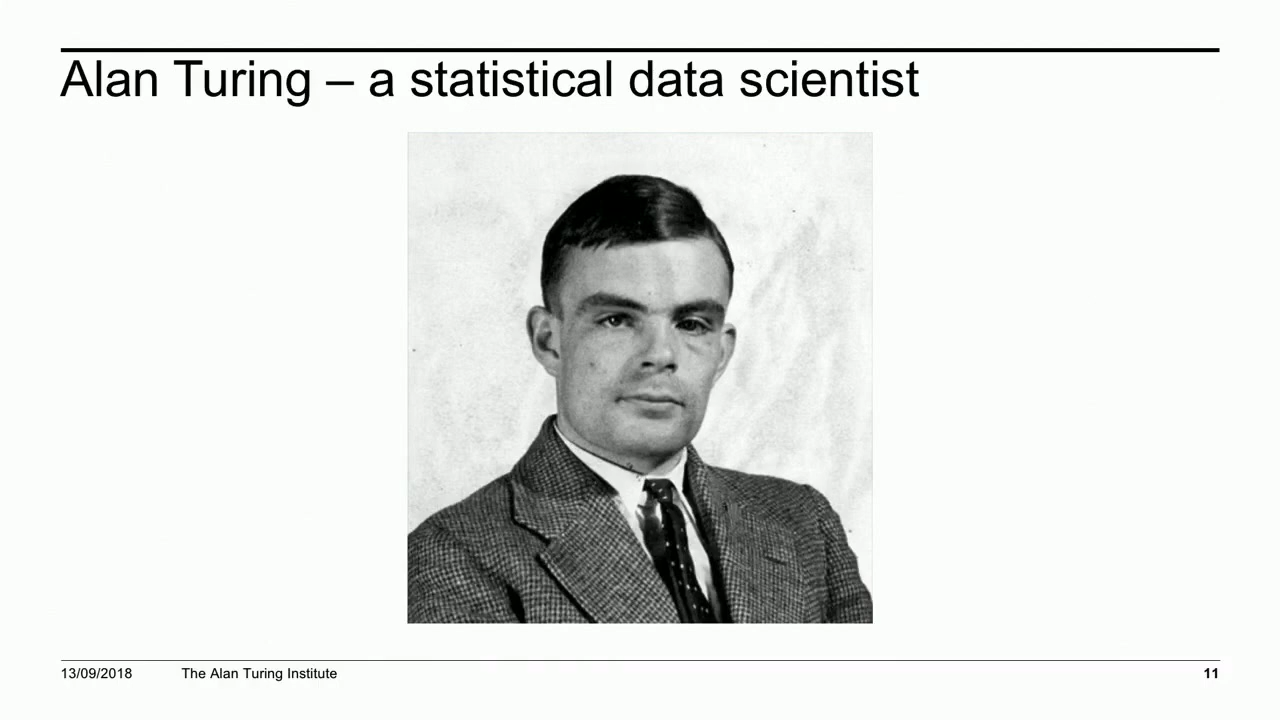 Alan Turing – a statistical data scientist
13/09/2018 The Alan Turing Institute 11